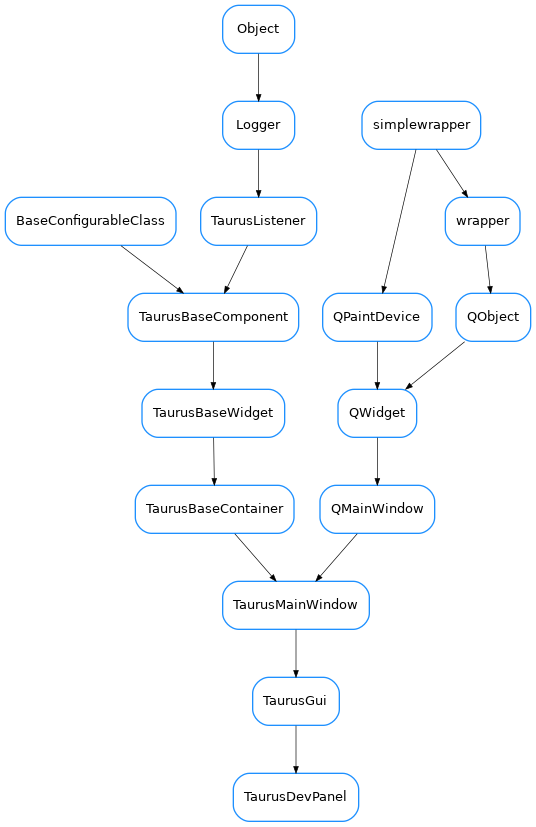 Object
Logger
simplewrapper
BaseConfigurableClass
TaurusListener
wrapper
TaurusBaseComponent
QPaintDevice
QObject
TaurusBaseWidget
QWidget
TaurusBaseContainer
QMainWindow
TaurusMainWindow
TaurusGui
TaurusDevPanel